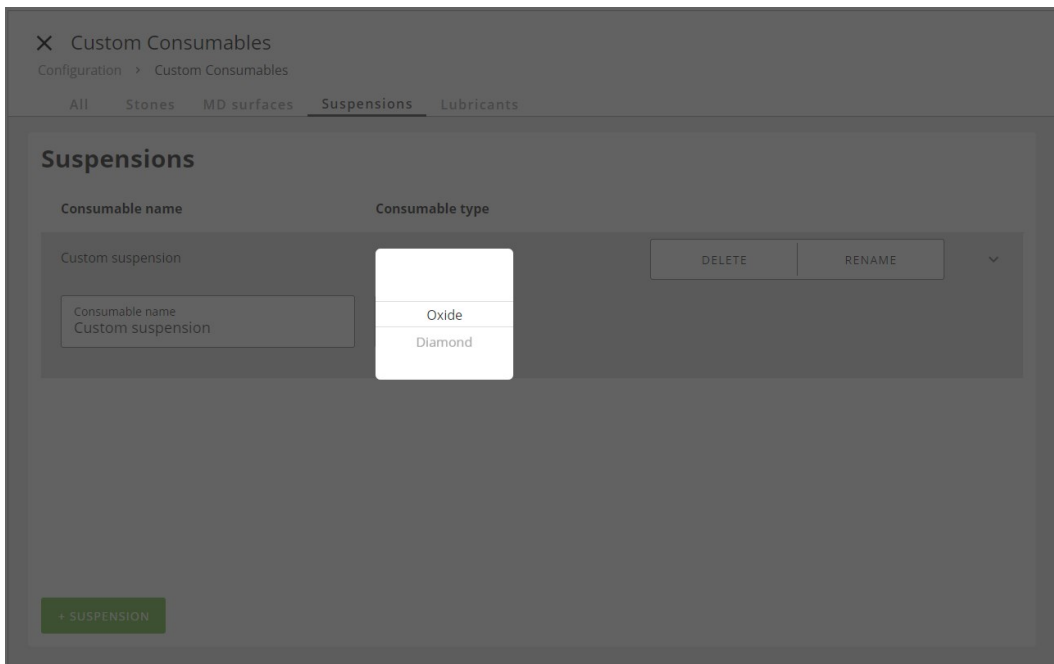 Custom Consumables
Configuration > Custom Consumables
All Stones MD surfaces Suspensions Lubricants
Suspensions
Consumable name Consumable type
Custom suspension DELETE RENAME
Consumable name
Custom suspension
Oxide
Diamond
+ SUSPENSION